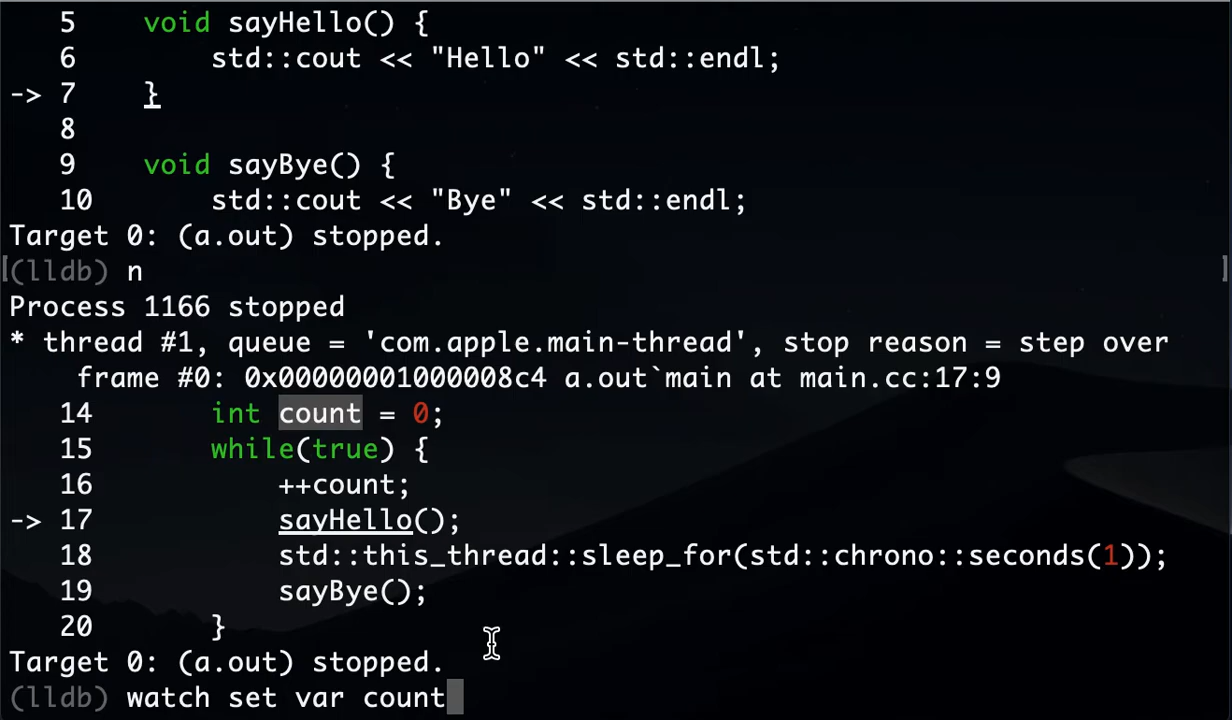 5 void sayHello() {
6 std::cout << "Hello" << std::endl;
-> 7 }
8
9 void sayBye() {
10 std::cout << "Bye" << std::endl;
Target 0: (a.out) stopped.
(lldb) n
Process 1166 stopped
* thread #1, queue = 'com.apple.main-thread', stop reason = step over
frame #0: 0x00000001000008c4 a.out`main at main.cc:17:9
14 int count = 0;
15 while(true) {
16 ++count;
-> 17 sayHello();
18 std::this_thread::sleep_for(std::chrono::seconds(1));
19 sayBye();
20 }
Target 0: (a.out) stopped.
(lldb) watch set var count